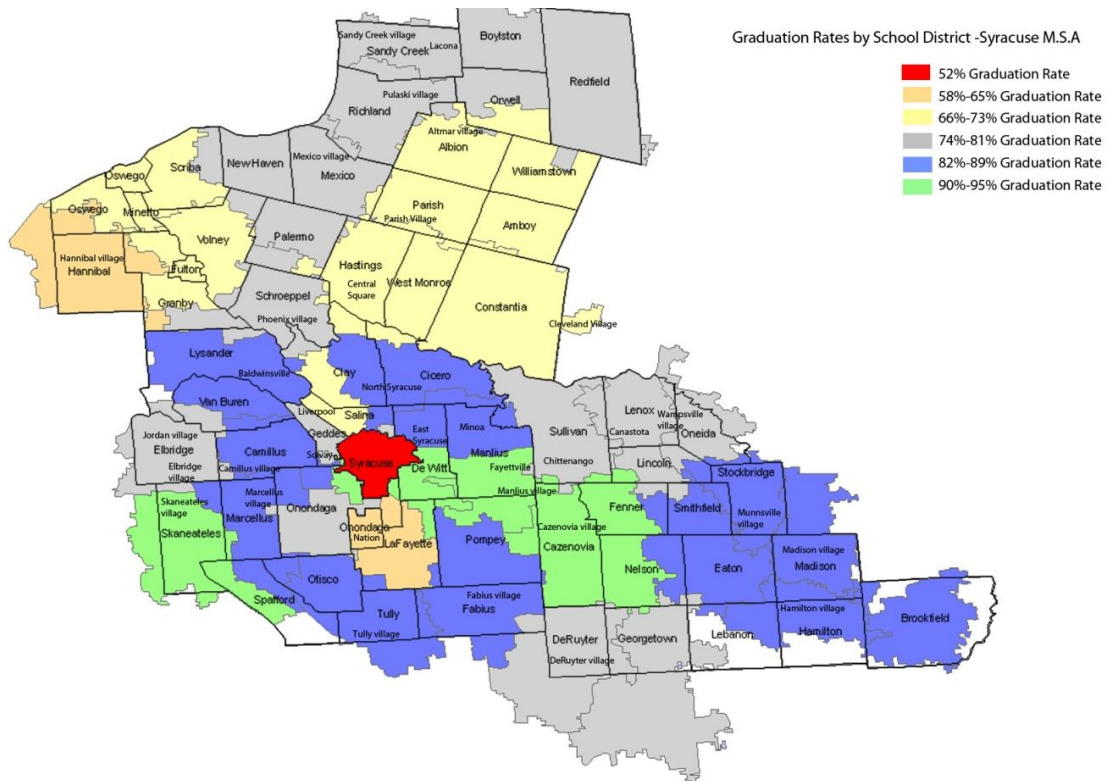 Graduation Rates by School District -Syracuse M.S.A
52% Graduation Rate
58%-65% Graduation Rate
66%-73% Graduation Rate
74%-81% Graduation Rate
82%-89% Graduation Rate
90%-95% Graduation Rate
Sandy Creek village
Lacona
Sandy Creek
Boylston
Redfield
Pulaski village
Richland
Orwell
Altmar village
Albion
New Haven
Mexico village
Mexico
Scriba
Oswego
Williamstown
Oswego
Minetto
Parish
Parish Village
Amboy
Volney
Palermo
Hannibal village
Hannibal
Fulton
Hastings
Central
Square
West Monroe
Constantia
Granby
Schroeppel
Phoenix village
Cleveland Village
Lysander
Baldwinsville
Clay
North Syracuse
Cicero
Van Buren
Liverpool
Salina
Geddes
East
Syracuse
Minoa
Manlius
Sullivan
Chittenango
Lenox
Canastota
Wampsville
village
Oneida
Jordan village
Elbridge
Elbridge
village
Camillus
Camillus village
Solvay
Syracuse
De Witt
Fayettville
Manlius village
Lincoln
Stockbridge
Skaneateles
village
Skaneateles
Marcellus
village
Marcellus
Onondaga
Onondaga
Nation
LaFayette
Pompey
Cazenovia village
Cazenovia
Fenner
Smithfield
Munnsville
village
Nelson
Eaton
Madison village
Madison
Otisco
Spafford
Tully
Tully village
Fabius village
Fabius
DeRuyter
DeRuyter village
Georgetown
Lebanon
Hamilton village
Hamilton
Brookfield